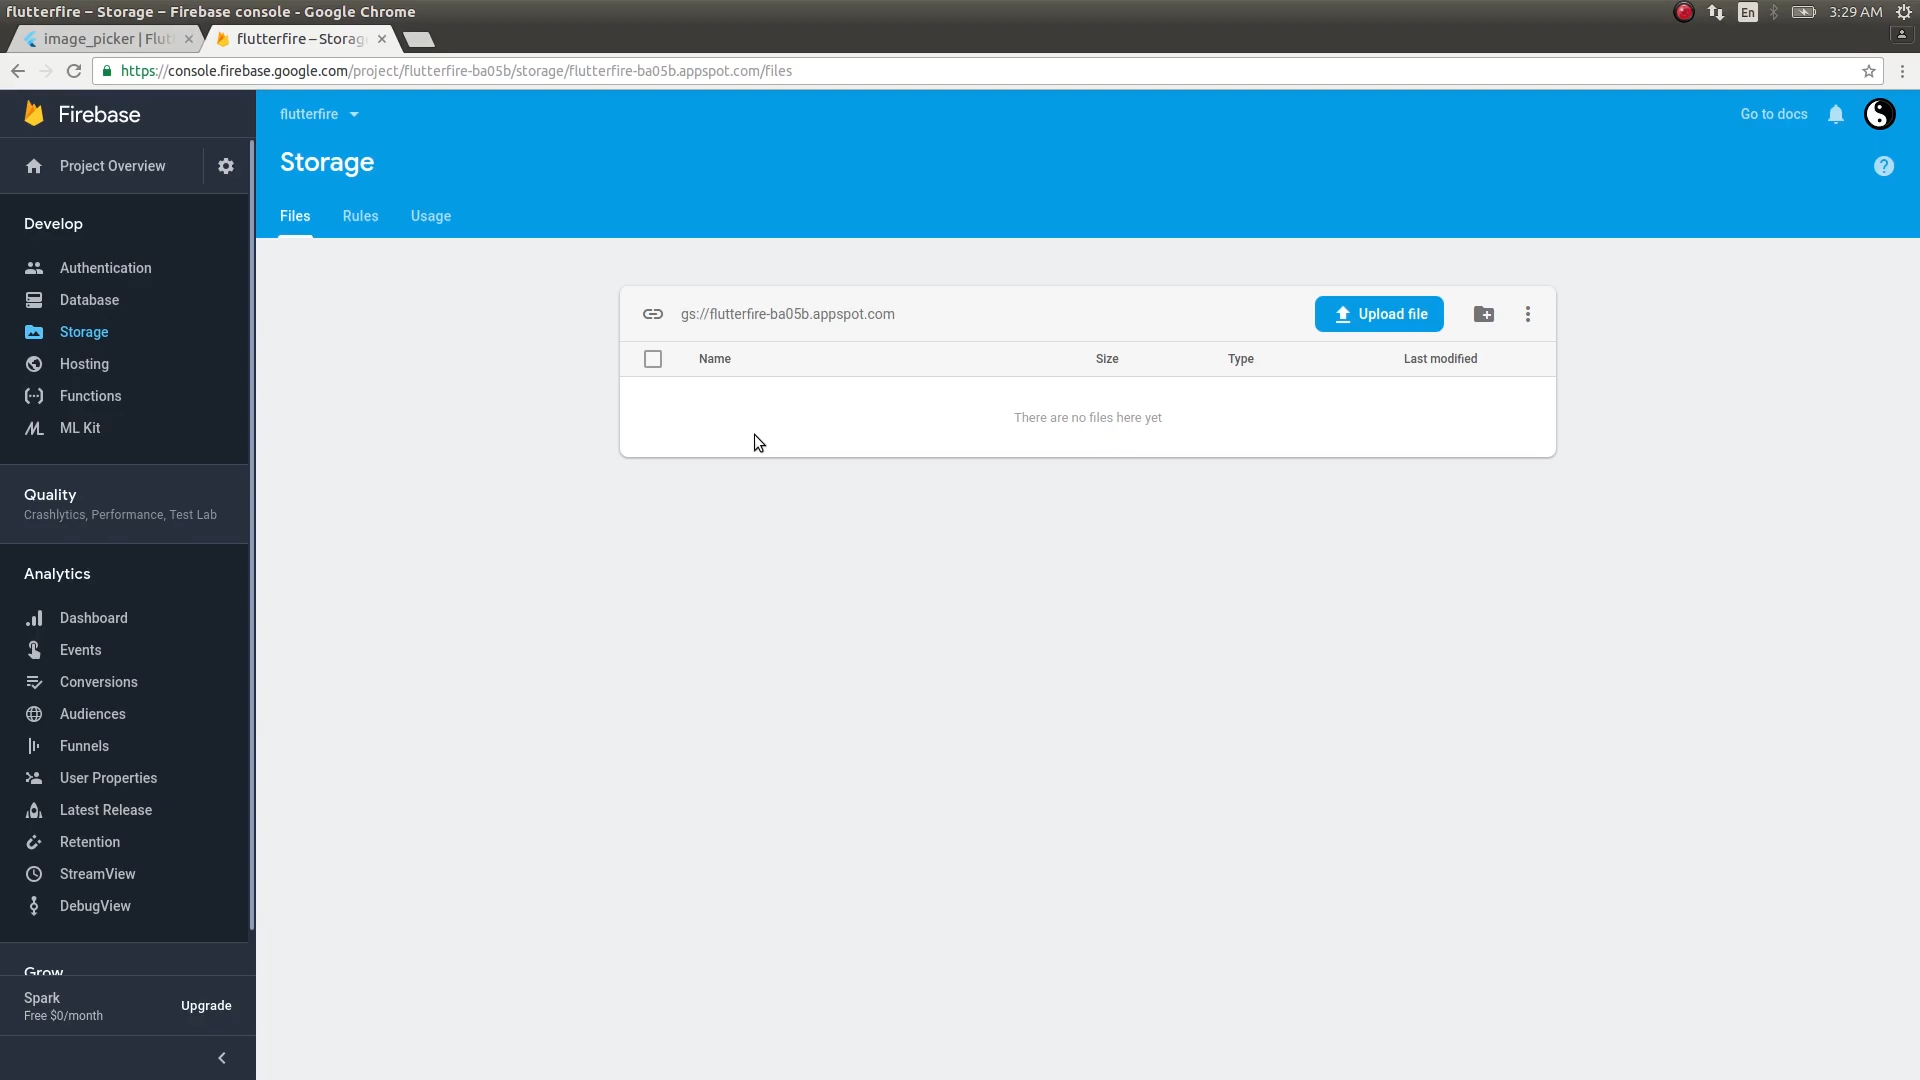 flutterfire – Storage – Firebase console - Google Chrome
En
3:29 AM
image_picker | Flut
flutterfire – Storag
https://console.firebase.google.com/project/flutterfire-ba05b/storage/flutterfire-ba05b.appspot.com/files
Firebase
flutterfire
Go to docs
Project Overview
Storage
?
Files
Rules
Usage
Develop
Authentication
Database
Storage
Hosting
Functions
ML Kit
Quality
Crashlytics, Performance, Test Lab
Analytics
Dashboard
Events
Conversions
Audiences
Funnels
User Properties
Latest Release
Retention
StreamView
DebugView
Grow
Spark
Free $0/month
Upgrade
gs://flutterfire-ba05b.appspot.com
Upload file
Name
Size
Type
Last modified
There are no files here yet